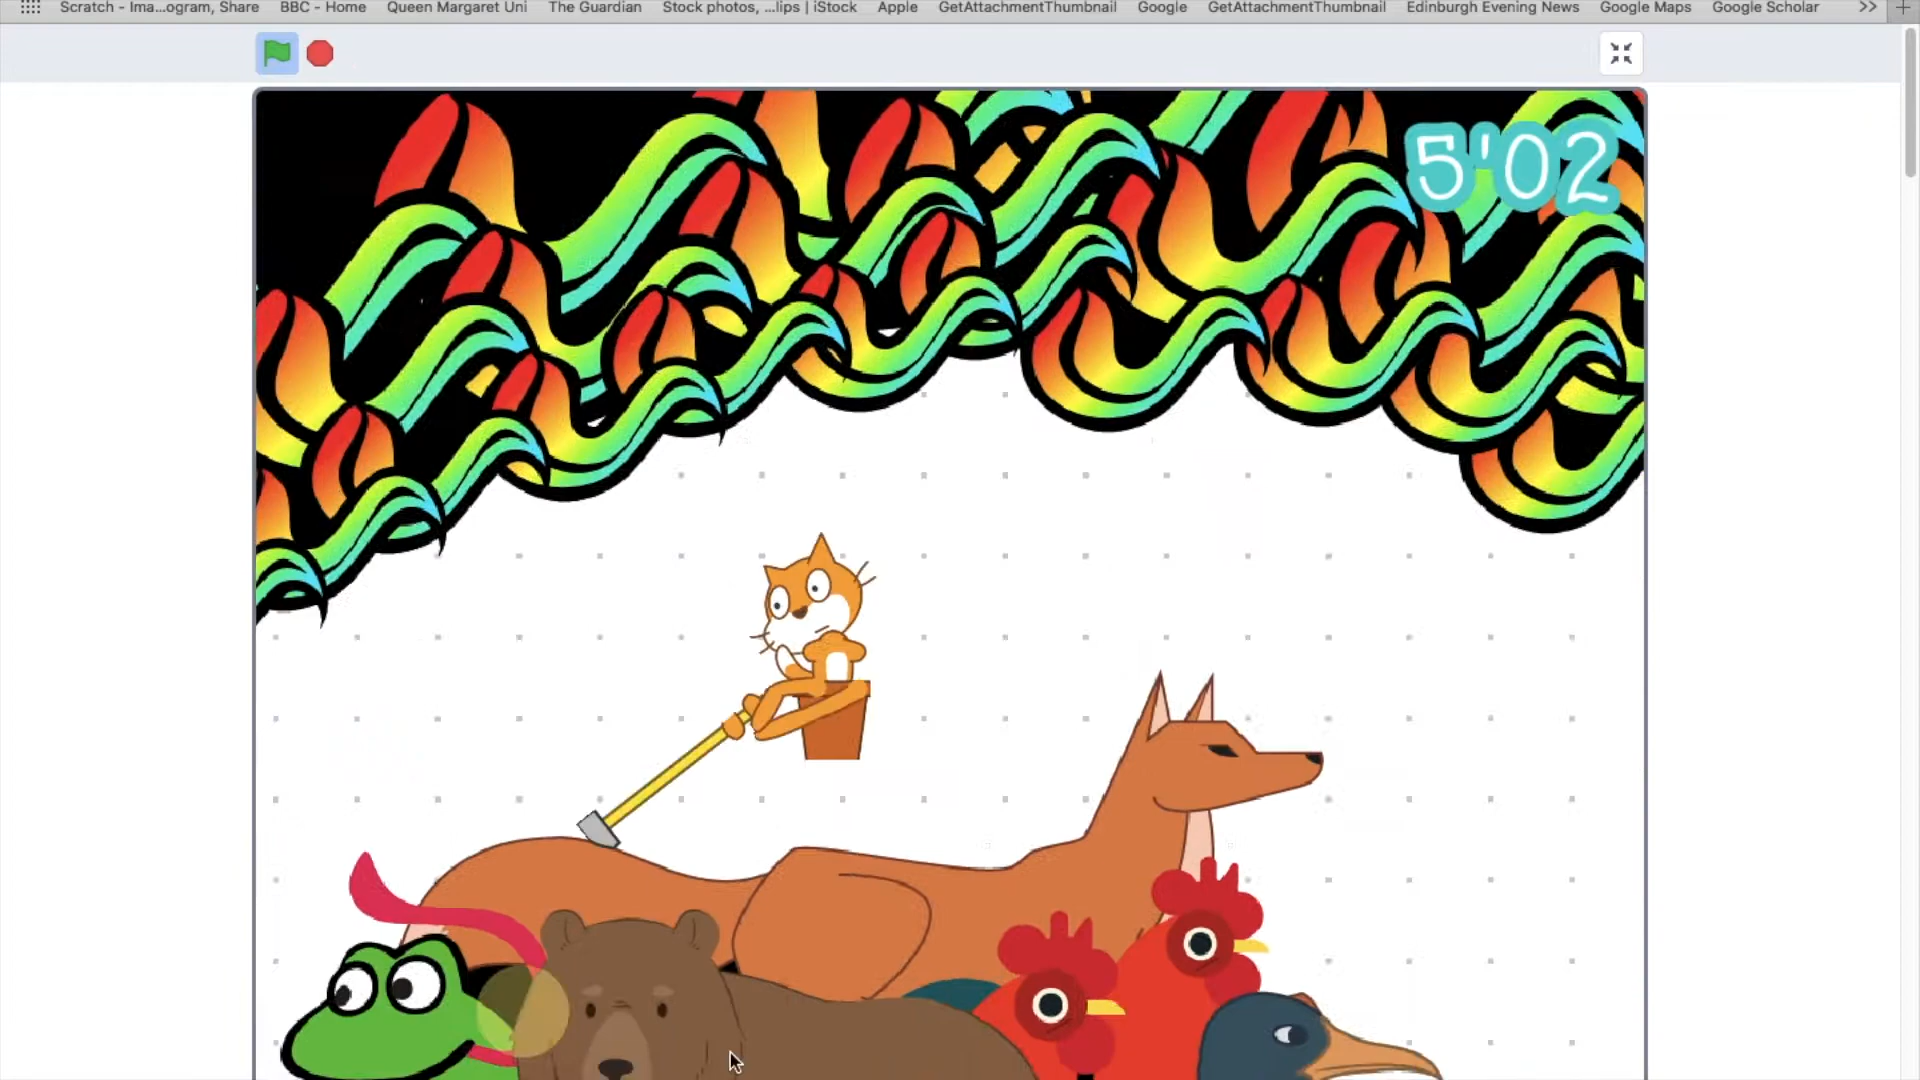 Scratch - Ima...ogram, Share BBC - Home Queen Margaret Uni The Guardian Stock photos, ...lips | iStock Apple GetAttachmentThumbnail Google GetAttachmentThumbnail Edinburgh Evening News Google Maps Google Scholar >>
5'02